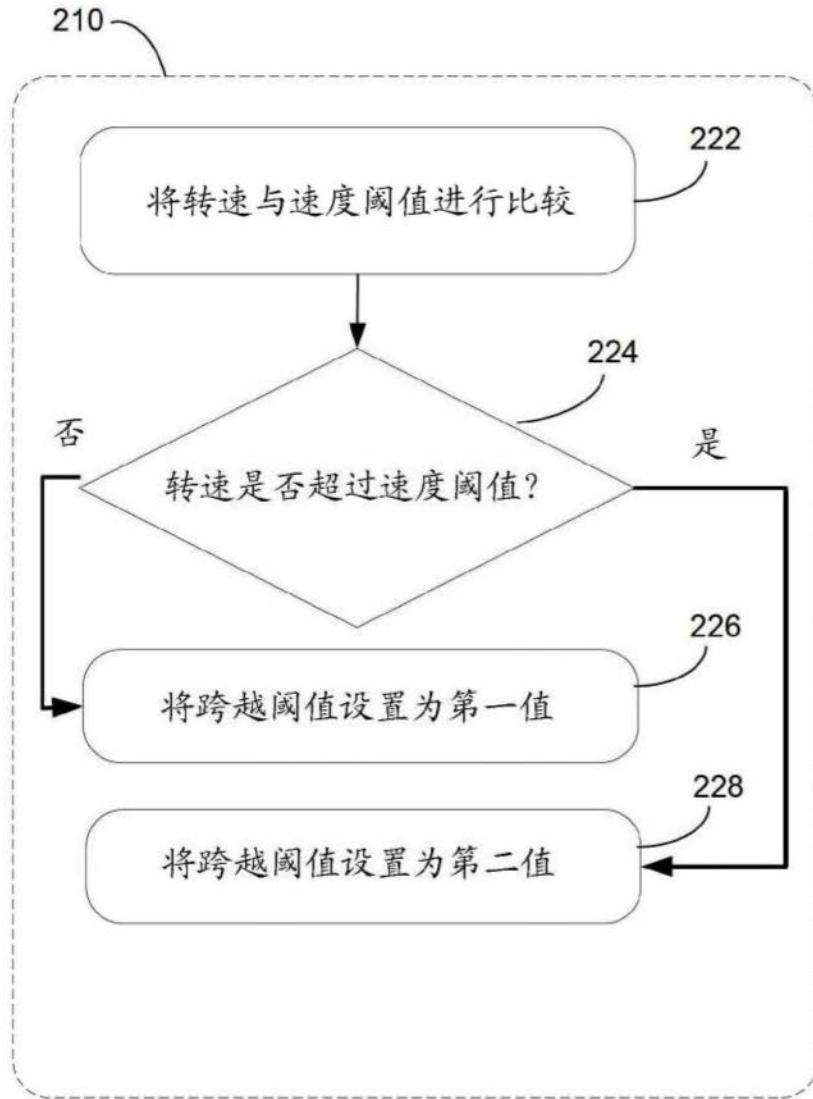 210
222
将转速与速度阈值进行比较
224
否
是
转速是否超过速度阈值?
226
将跨越阈值设置为第一值
228
将跨越阈值设置为第二值